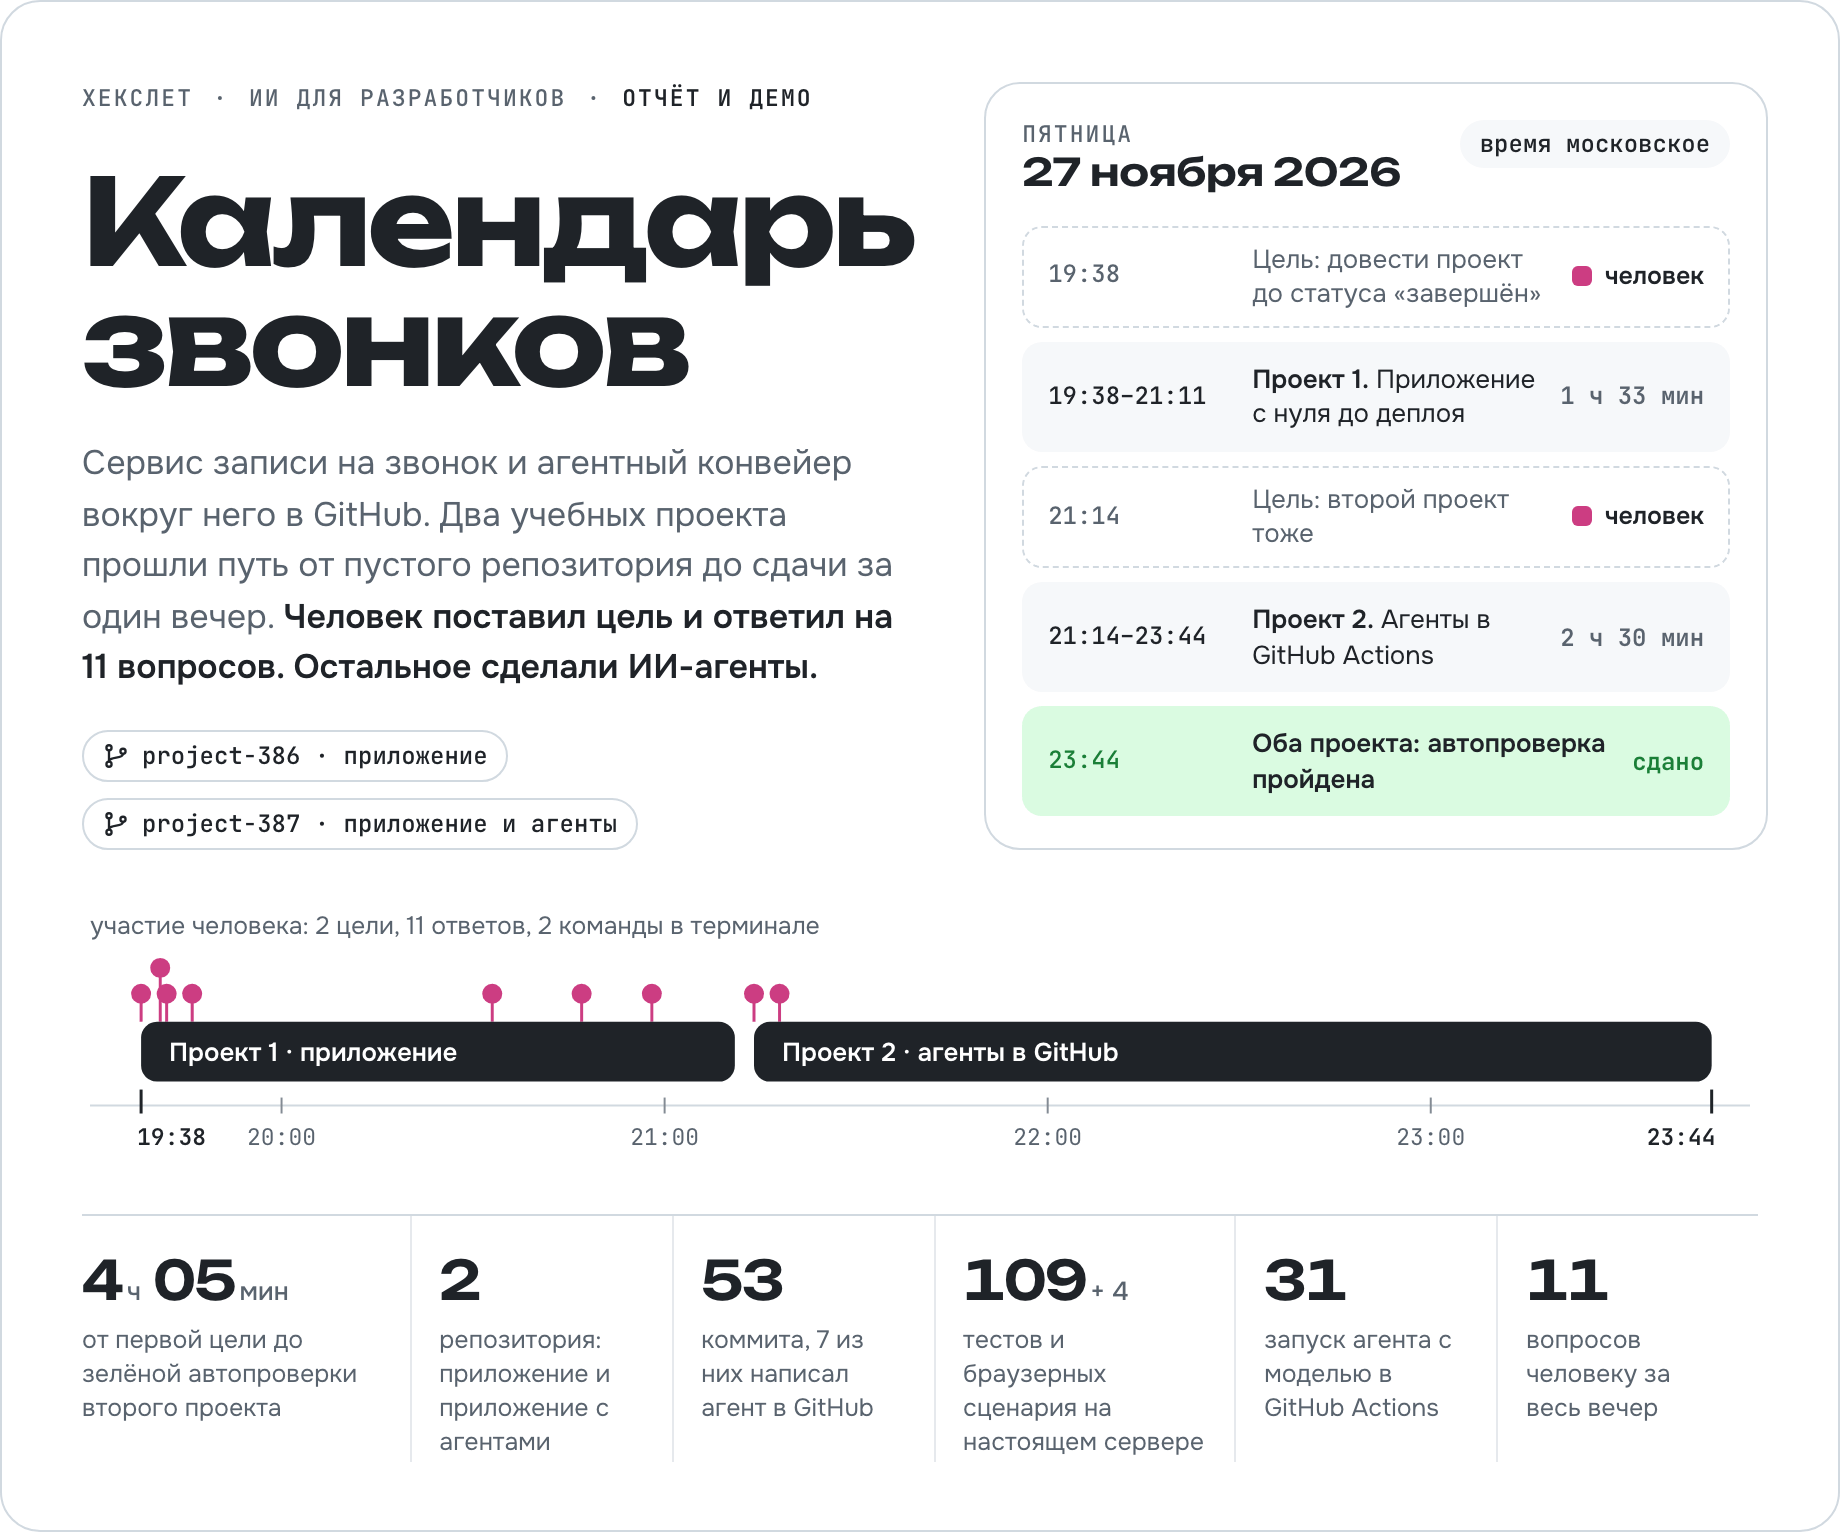 ХЕКСЛЕТ · ИИ ДЛЯ РАЗРАБОТЧИКОВ · ОТЧЁТ И ДЕМО
Календарь
звонков
Сервис записи на звонок и агентный конвейер
вокруг него в GitHub. Два учебных проекта
прошли путь от пустого репозитория до сдачи за
один вечер. Человек поставил цель и ответил на
11 вопросов. Остальное сделали ИИ-агенты.
project-386 · приложение
project-387 · приложение и агенты
ПЯТНИЦА
27 ноября 2026
время московское
19:38
Цель: довести проект
до статуса «завершён»
человек
19:38–21:11
Проект 1. Приложение
с нуля до деплоя
1 ч 33 мин
21:14
Цель: второй проект
тоже
человек
21:14–23:44
Проект 2. Агенты в
GitHub Actions
2 ч 30 мин
23:44
Оба проекта: автопроверка
пройдена
сдано
участие человека: 2 цели, 11 ответов, 2 команды в терминале
Проект 1 · приложение
Проект 2 · агенты в GitHub
19:38
20:00
21:00
22:00
23:00
23:44
4 ч 05 мин
от первой цели до
зелёной автопроверки
второго проекта
2
репозитория:
приложение и
приложение с
агентами
53
коммита, 7 из
них написал
агент в GitHub
109 + 4
тестов и
браузерных
сценария на
настоящем сервере
31
запуск агента с
моделью в
GitHub Actions
11
вопросов
человеку за
весь вечер